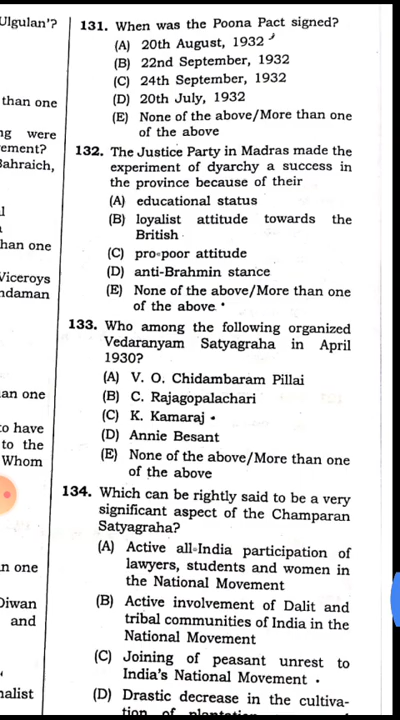 Ulgulan'?
than one
ng were
ement?
Bahraich,
han one
Viceroys
ndaman
an one
to have
to the
Whom
n one
Diwan
and
nalist
131. When was the Poona Pact signed?
(A) 20th August, 1932
(B) 22nd September, 1932
(C) 24th September, 1932
(D) 20th July, 1932
(E) None of the above/More than one
of the above
132. The Justice Party in Madras made the
experiment of dyarchy a success in
the province because of their
(A) educational status
(B) loyalist attitude towards the
British
(C) pro-poor attitude
(D) anti-Brahmin stance
(E) None of the above/More than one
of the above
133. Who among the following organized
Vedaranyam Satyagraha in April
1930?
(A) V. O. Chidambaram Pillai
(B) C. Rajagopalachari
(C) K. Kamaraj
(D) Annie Besant
(E) None of the above/More than one
of the above
134. Which can be rightly said to be a very
significant aspect of the Champaran
Satyagraha?
(A) Active all-India participation of
lawyers, students and women in
the National Movement
(B) Active involvement of Dalit and
tribal communities of India in the
National Movement
(C) Joining of peasant unrest to
India's National Movement
(D) Drastic decrease in the cultiva-
tion of